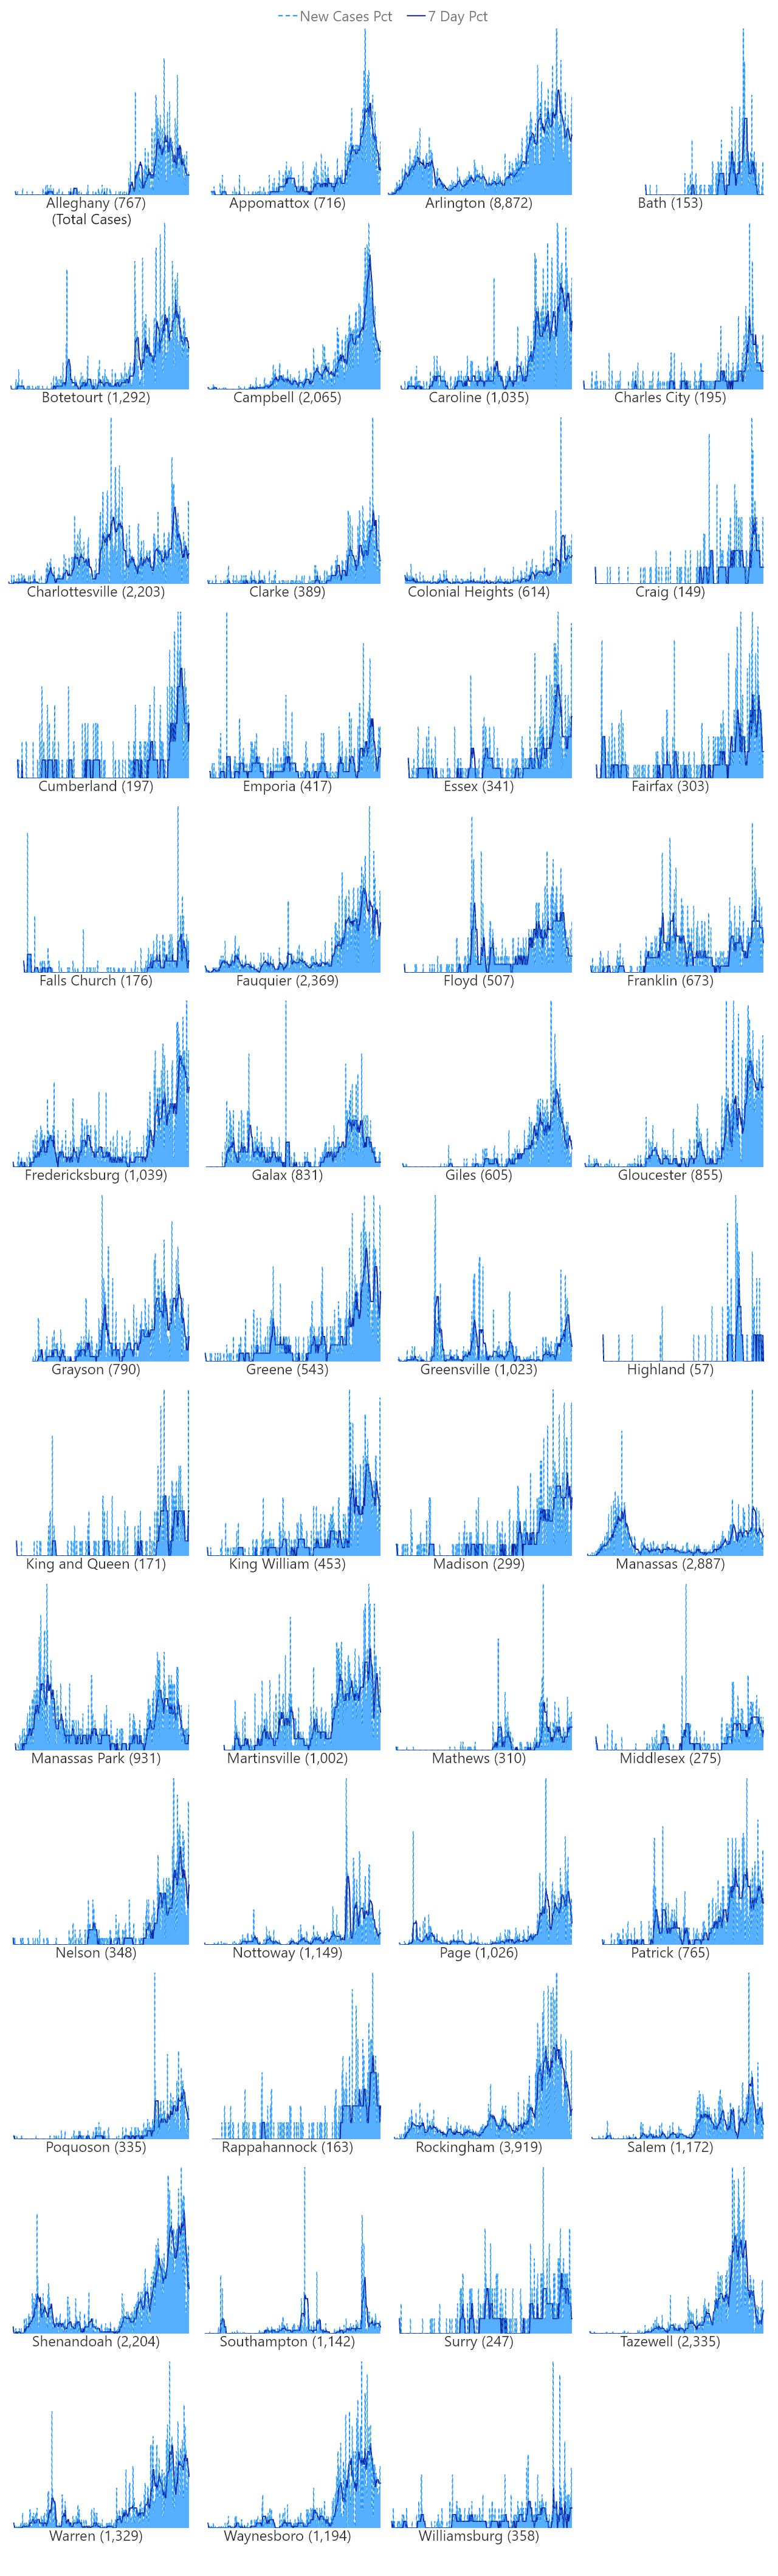 New Cases Pct 7 Day Pct
Alleghany (767) Appomattox (716) Arlington (8,872) Bath (153)
(Total Cases)
Botetourt (1,292) Campbell (2,065) Caroline (1,035) Charles City (195)
Charlottesville (2,203) Clarke (389) Colonial Heights (614) Craig (149)
Cumberland (197) Emporia (417) Essex (341) Fairfax (303)
Falls Church (176) Fauquier (2,369) Floyd (507) Franklin (673)
Fredericksburg (1,039) Galax (831) Giles (605) Gloucester (855)
Grayson (790) Greene (543) Greensville (1,023) Highland (57)
King and Queen (171) King William (453) Madison (299) Manassas (2,887)
Manassas Park (931) Martinsville (1,002) Mathews (310) Middlesex (275)
Nelson (348) Nottoway (1,149) Page (1,026) Patrick (765)
Poquoson (335) Rappahannock (163) Rockingham (3,919) Salem (1,172)
Shenandoah (2,204) Southampton (1,142) Surry (247) Tazewell (2,335)
Warren (1,329) Waynesboro (1,194) Williamsburg (358)